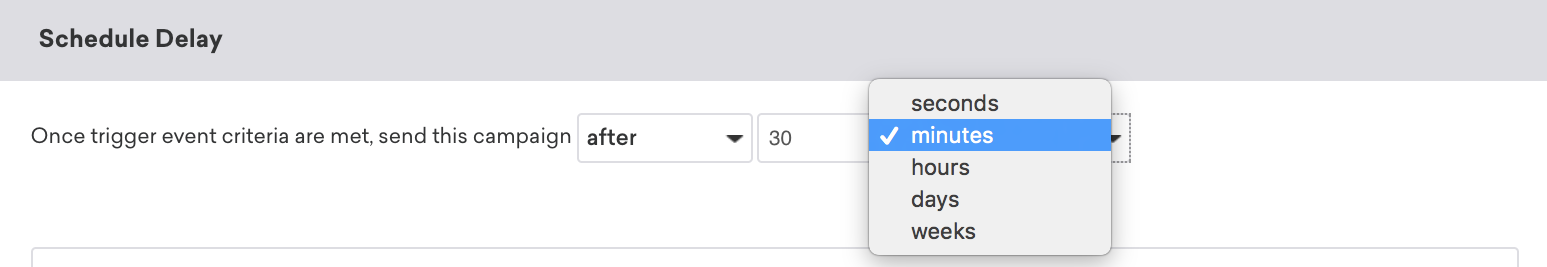 Schedule Delay
Once trigger event criteria are met, send this campaign after 30
seconds
minutes
hours
days
weeks